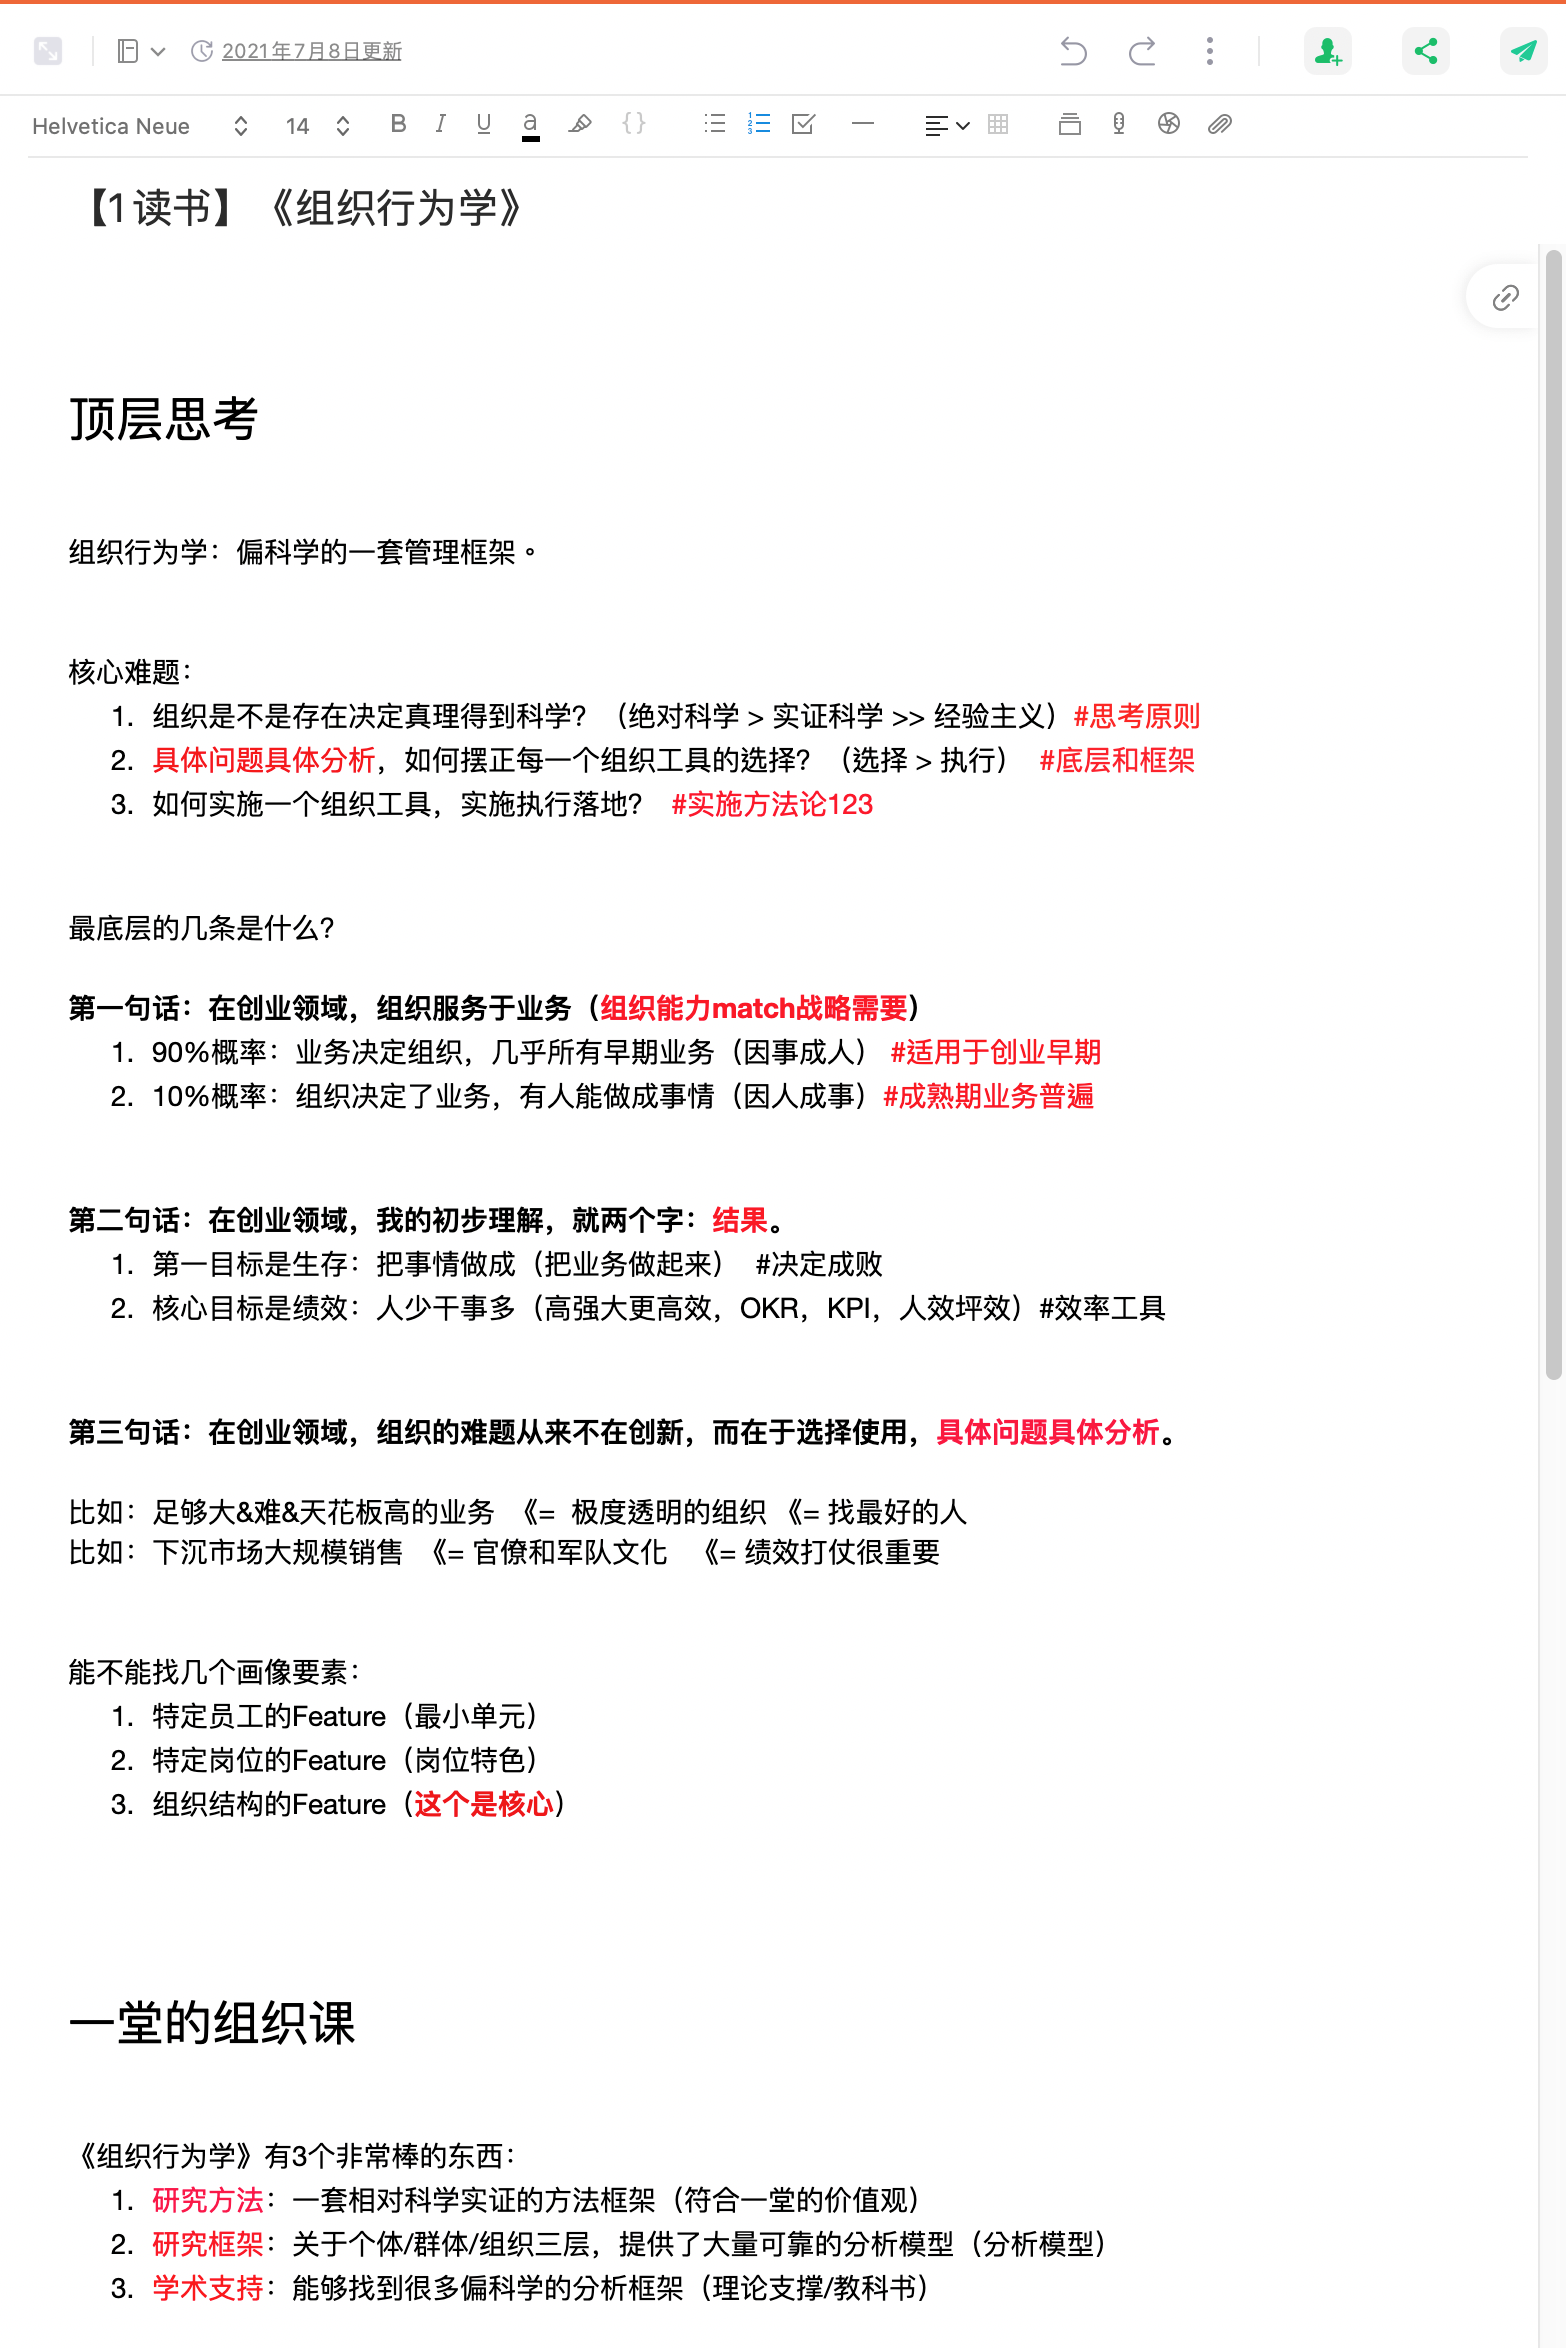 2021年7月8日更新
Helvetica Neue 14 B I U a {}
【1读书】《组织行为学》
顶层思考
组织行为学：偏科学的一套管理框架。
核心难题：
1. 组织是不是存在决定真理得到科学？（绝对科学 > 实证科学 >> 经验主义）#思考原则
2. 具体问题具体分析，如何摆正每一个组织工具的选择？（选择 > 执行） #底层和框架
3. 如何实施一个组织工具，实施执行落地？ #实施方法论123
最底层的几条是什么？
第一句话：在创业领域，组织服务于业务（组织能力match战略需要）
1. 90%概率：业务决定组织，几乎所有早期业务（因事成人） #适用于创业早期
2. 10%概率：组织决定了业务，有人能做成事情（因人成事）#成熟期业务普遍
第二句话：在创业领域，我的初步理解，就两个字：结果。
1. 第一目标是生存：把事情做成（把业务做起来） #决定成败
2. 核心目标是绩效：人少干事多（高强大更高效，OKR，KPI，人效坪效）#效率工具
第三句话：在创业领域，组织的难题从来不在创新，而在于选择使用，具体问题具体分析。
比如：足够大&难&天花板高的业务 《= 极度透明的组织 《= 找最好的人
比如：下沉市场大规模销售 《= 官僚和军队文化 《= 绩效打仗很重要
能不能找几个画像要素：
1. 特定员工的Feature（最小单元）
2. 特定岗位的Feature（岗位特色）
3. 组织结构的Feature（这个是核心）
一堂的组织课
《组织行为学》有3个非常棒的东西：
1. 研究方法：一套相对科学实证的方法框架（符合一堂的价值观）
2. 研究框架：关于个体/群体/组织三层，提供了大量可靠的分析模型（分析模型）
3. 学术支持：能够找到很多偏科学的分析框架（理论支撑/教科书）